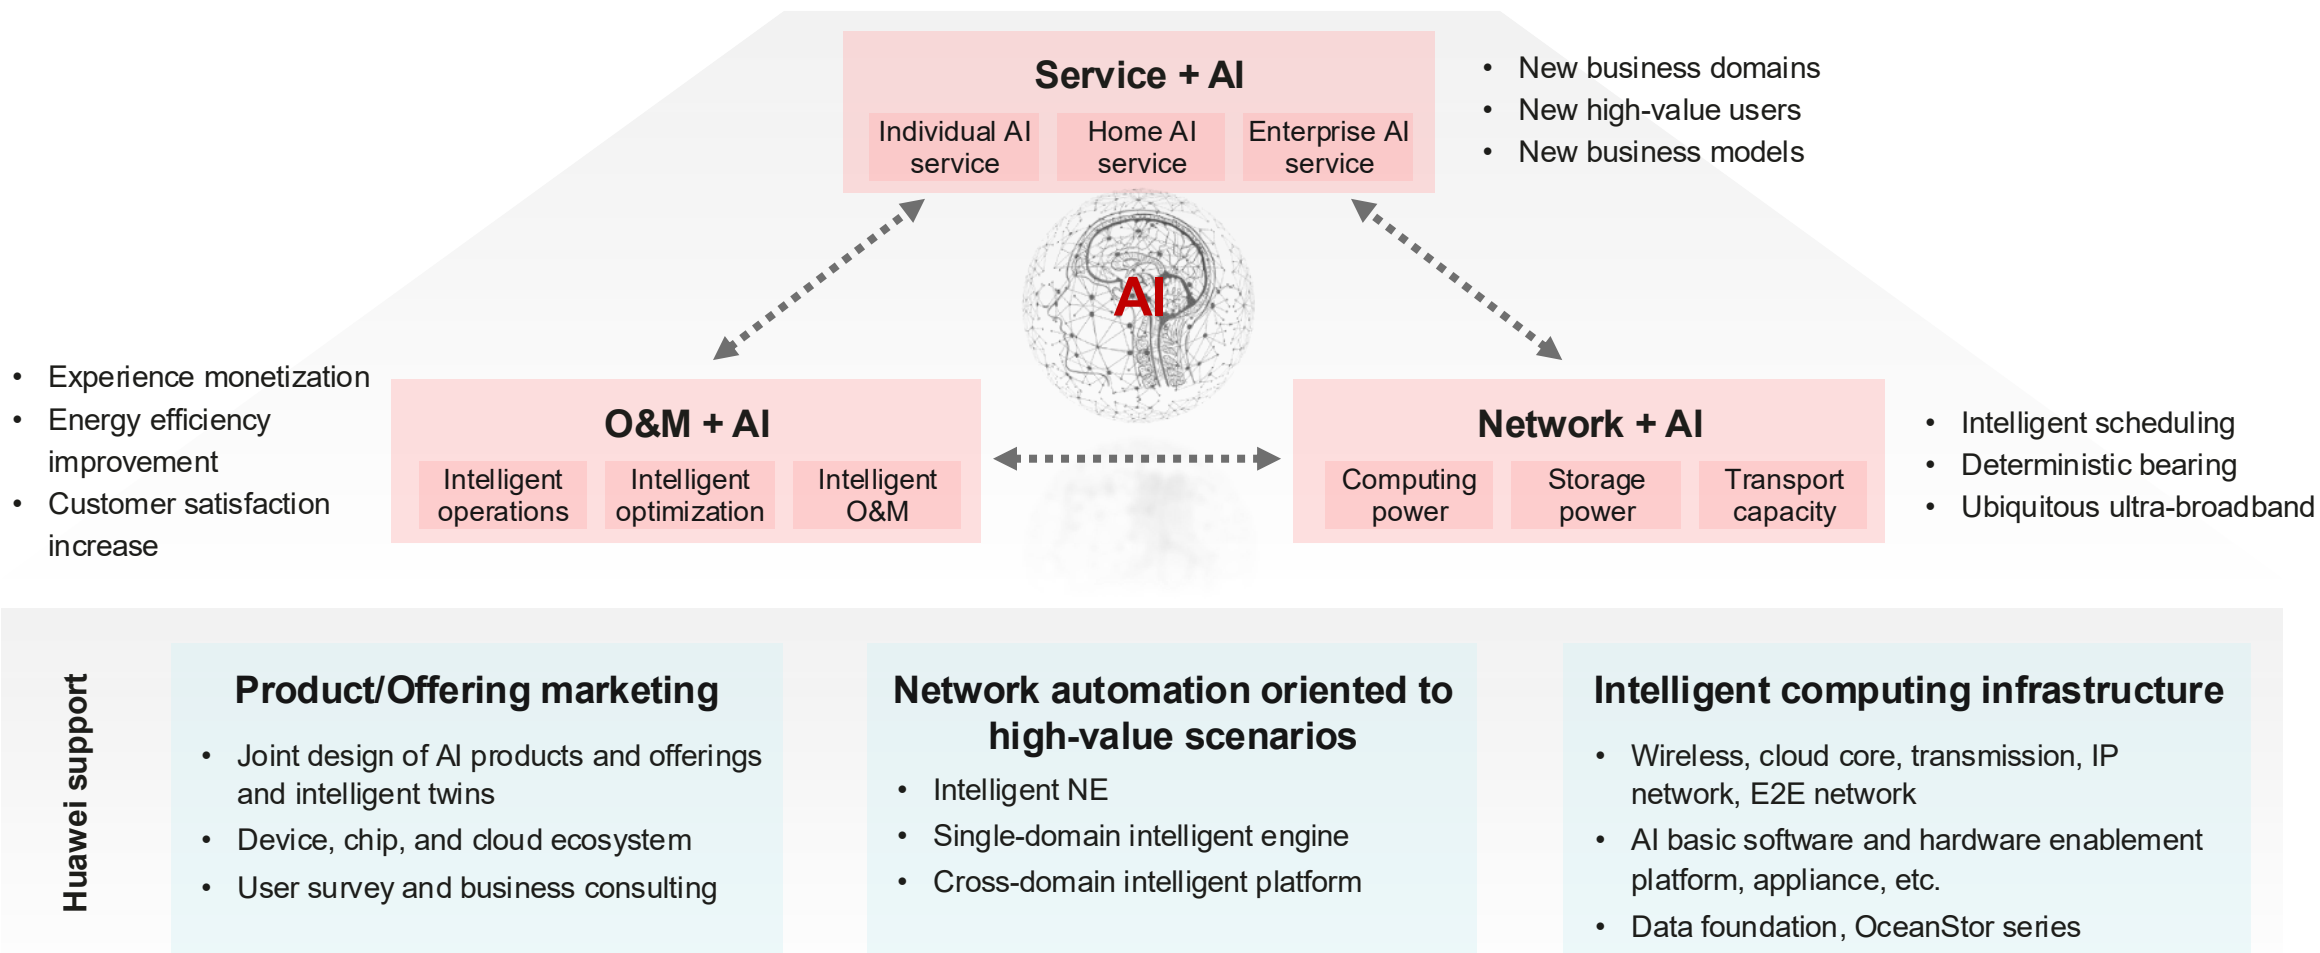 Service + AI
Individual AI
service
Home AI
service
Enterprise AI
service
• New business domains
• New high-value users
• New business models
AI
• Experience monetization
• Energy efficiency
improvement
• Customer satisfaction
increase
O&M + AI
Intelligent
operations
Intelligent
optimization
Intelligent
O&M
Network + AI
Computing
power
Storage
power
Transport
capacity
• Intelligent scheduling
• Deterministic bearing
• Ubiquitous ultra-broadband
Huawei support
Product/Offering marketing
• Joint design of AI products and offerings
and intelligent twins
• Device, chip, and cloud ecosystem
• User survey and business consulting
Network automation oriented to
high-value scenarios
• Intelligent NE
• Single-domain intelligent engine
• Cross-domain intelligent platform
Intelligent computing infrastructure
• Wireless, cloud core, transmission, IP
network, E2E network
• AI basic software and hardware enablement
platform, appliance, etc.
• Data foundation, OceanStor series